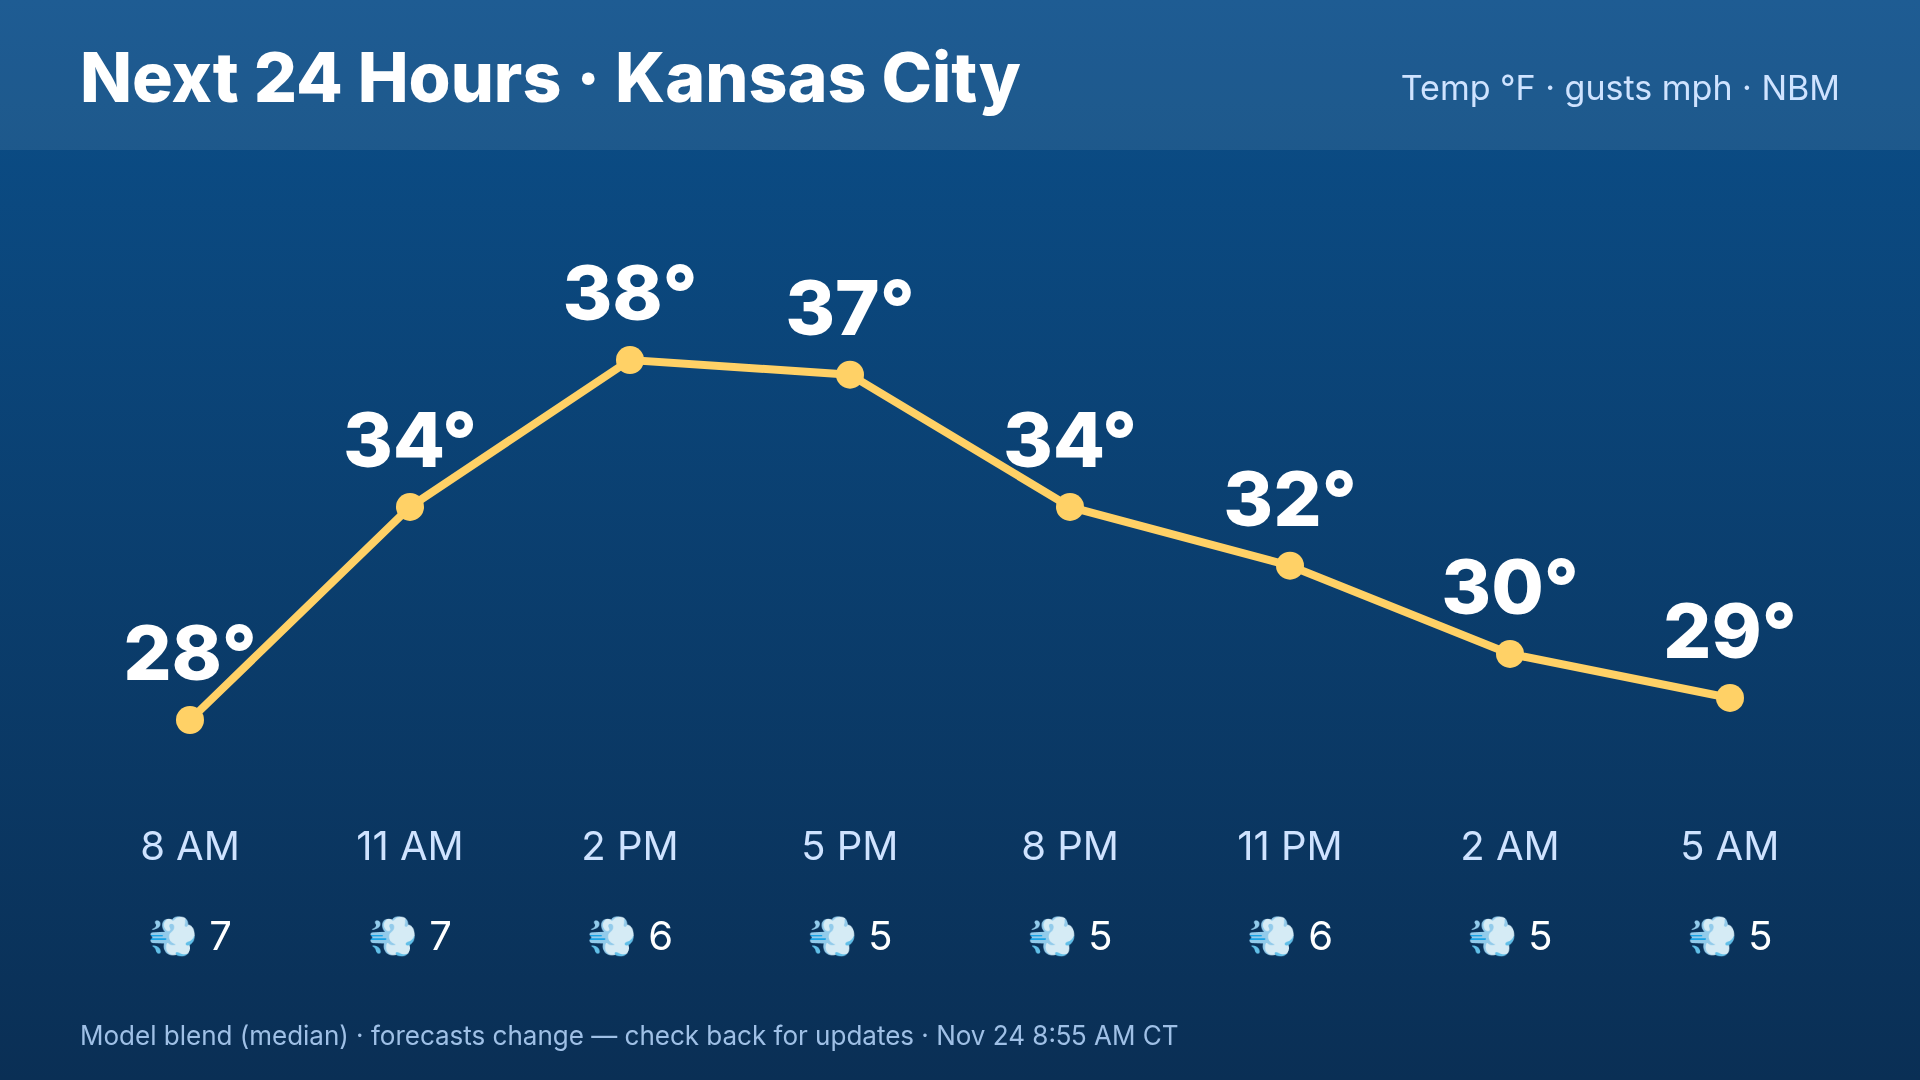 Next 24 Hours · Kansas City
Temp °F · gusts mph · NBM
38°
37°
34°
34°
32°
30°
29°
28°
8 AM 11 AM 2 PM 5 PM 8 PM 11 PM 2 AM 5 AM
7 7 6 5 5 6 5 5
Model blend (median) · forecasts change — check back for updates · Nov 24 8:55 AM CT